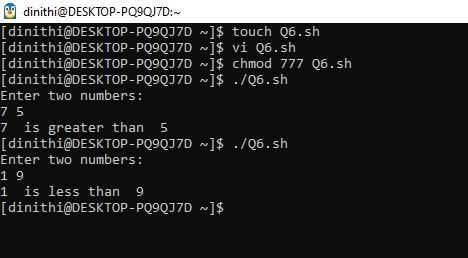 dinithi@DESKTOP-PQ9QJ7D:~
[dinithi@DESKTOP-PQ9QJ7D ~]$ touch Q6.sh
[dinithi@DESKTOP-PQ9QJ7D ~]$ vi Q6.sh
[dinithi@DESKTOP-PQ9QJ7D ~]$ chmod 777 Q6.sh
[dinithi@DESKTOP-PQ9QJ7D ~]$ ./Q6.sh
Enter two numbers:
7 5
7  is greater than  5
[dinithi@DESKTOP-PQ9QJ7D ~]$ ./Q6.sh
Enter two numbers:
1 9
1  is less than  9
[dinithi@DESKTOP-PQ9QJ7D ~]$